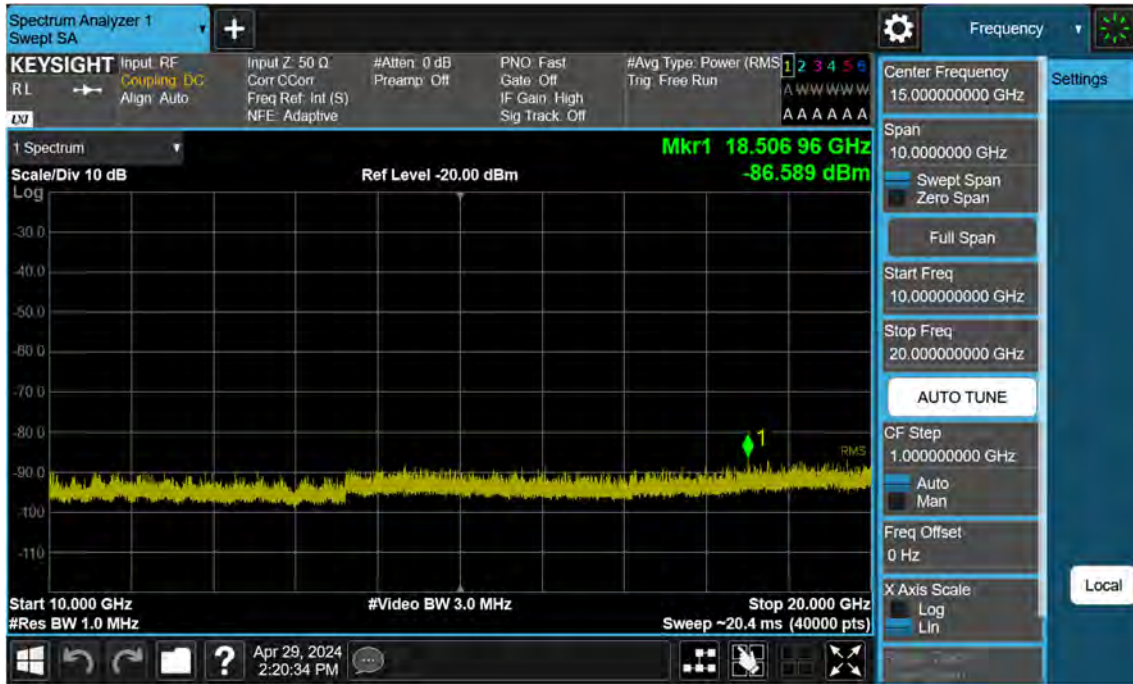 Spectrum Analyzer 1
Swept SA
+
Frequency
KEYSIGHT
RL
LXI
Input: RF
Coupling: DC
Align: Auto
Input Z: 50 Ω
Corr CCorr
Freq Ref: Int (S)
NFE: Adaptive
#Atten: 0 dB
Preamp: Off
PNO: Fast
Gate: Off
IF Gain: High
Sig Track: Off
#Avg Type: Power (RMS
Trig: Free Run
1 2 3 4 5 6
A W W W W W
A A A A A A
1 Spectrum
Scale/Div 10 dB
Ref Level -20.00 dBm
Mkr1 18.506 96 GHz
-86.589 dBm
Log
-30.0
-40.0
-50.0
-60.0
-70.0
-80.0
-90.0
-100
-110
1
RMS
Start 10.000 GHz
#Res BW 1.0 MHz
#Video BW 3.0 MHz
Stop 20.000 GHz
Sweep ~20.4 ms (40000 pts)
Center Frequency
15.000000000 GHz
Span
10.0000000 GHz
Swept Span
Zero Span
Full Span
Start Freq
10.000000000 GHz
Stop Freq
20.000000000 GHz
AUTO TUNE
CF Step
1.000000000 GHz
Auto
Man
Freq Offset
0 Hz
X Axis Scale
Log
Lin
Settings
Local
?
Apr 29, 2024
2:20:34 PM